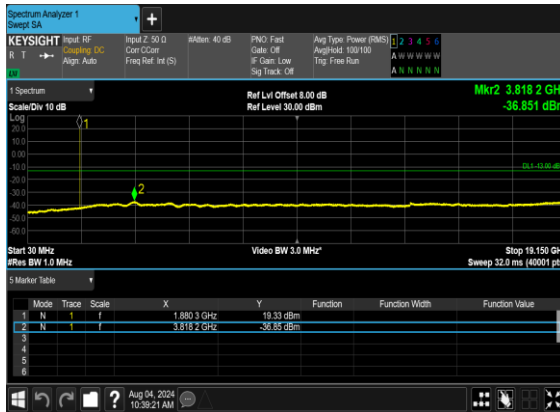 Spectrum Analyzer 1
Swept SA
+
KEYSIGHT Input: RF Input Z: 50 Ω #Atten: 40 dB PNO: Fast Avg Type: Power (RMS) 1 2 3 4 5 6
R T Coupling: DC Corr CCorr Gate: Off Avg|Hold: 100/100
Align: Auto Freq Ref: Int (S) IF Gain: Low Trig: Free Run A W W W W W
Sig Track: Off
A N N N N N
1 Spectrum
Ref Lvl Offset 8.00 dB Mkr2 3.818 2 GHz
Scale/Div 10 dB Ref Level 30.00 dBm -36.851 dBm
Log
20.0
10.0
0.00
-10.0
DL1 -13.00 dBm
-20.0
-30.0
-40.0
-50.0
-60.0
1
2
Start 30 MHz Video BW 3.0 MHz* Stop 19.150 GH
#Res BW 1.0 MHz Sweep 32.0 ms (40001 pts
5 Marker Table
Mode Trace Scale X Y Function Function Width Function Value
1 N 1 f 1.880 3 GHz 19.33 dBm
2 N 1 f 3.818 2 GHz -36.85 dBm
3
4
5
6
? Aug 04, 2024
10:39:21 AM